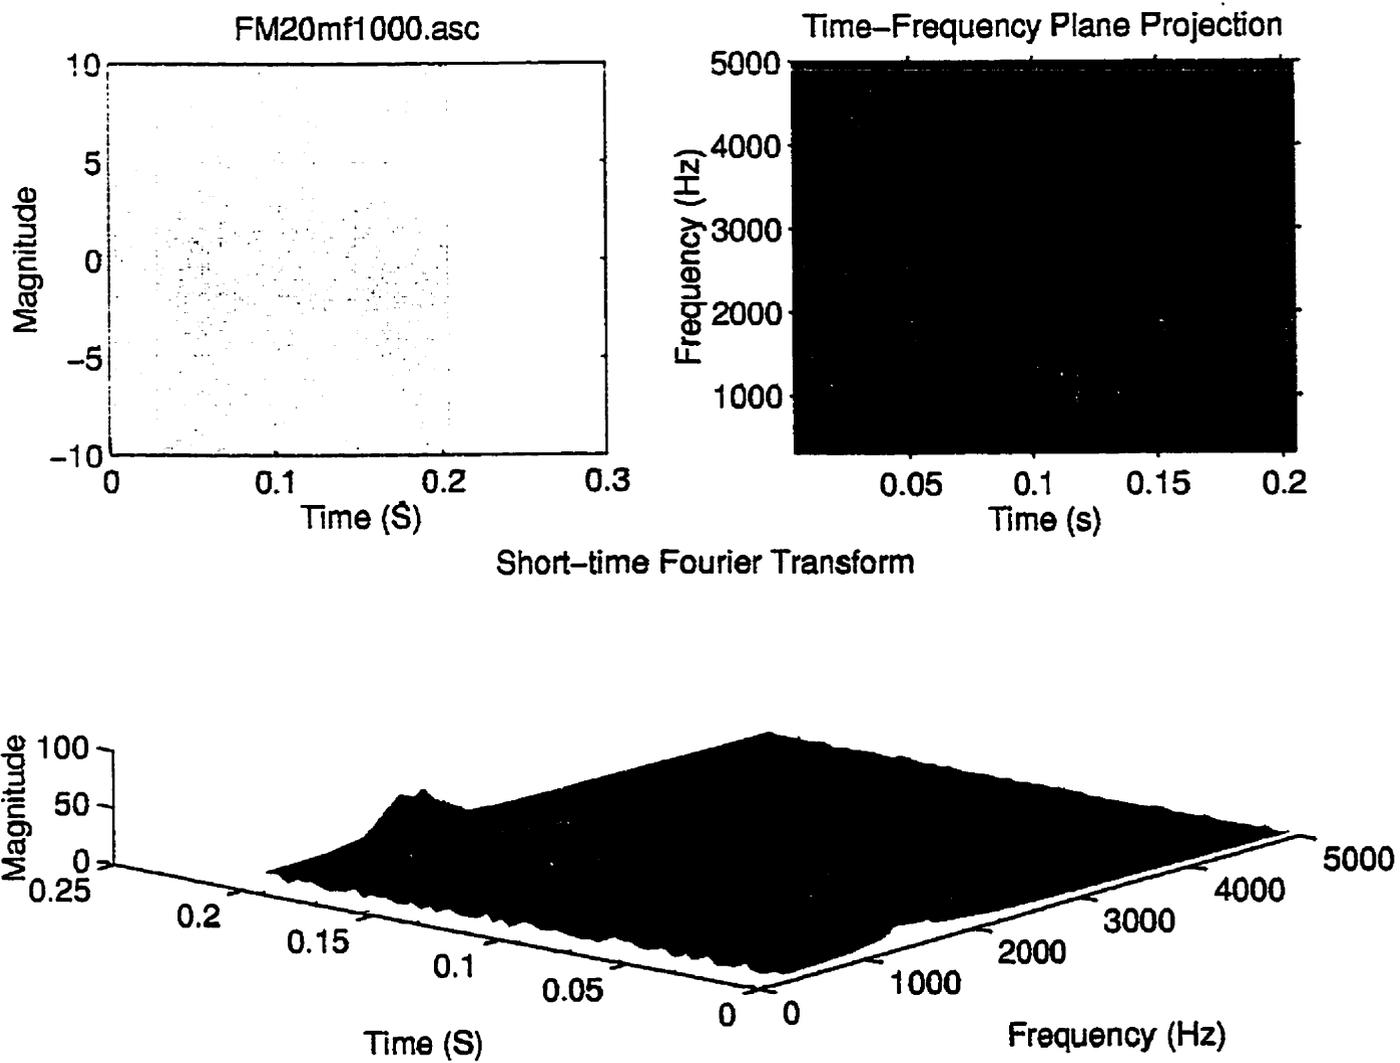 FM20mf1000.asc
Magnitude
10
5
0
−5
−10
0 0.1 0.2 0.3
Time (S)
Time−Frequency Plane Projection
Frequency (Hz)
5000
4000
3000
2000
1000
0.05 0.1 0.15 0.2
Time (s)
Short−time Fourier Transform
Magnitude
100
50
0
0.25 0.2 0.15 0.1 0.05 0
Time (S)
0 1000 2000 3000 4000 5000
Frequency (Hz)